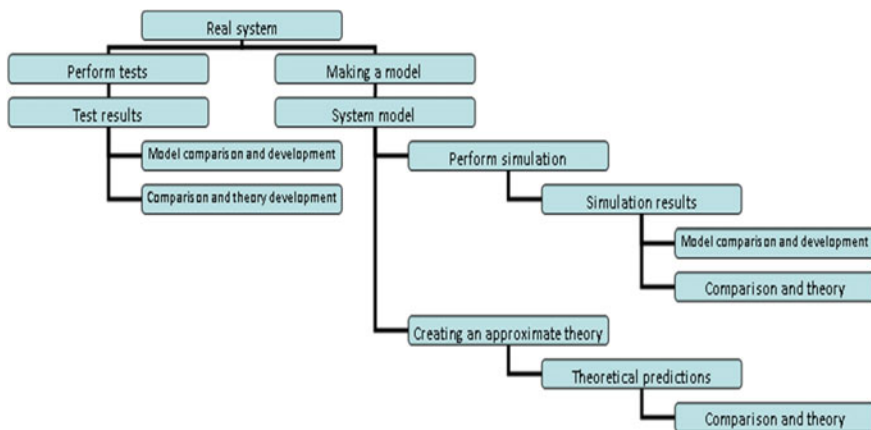 Real system
Perform tests
Making a model
Test results
System model
Model comparison and development
Perform simulation
Comparison and theory development
Simulation results
Model comparison and development
Comparison and theory
Creating an approximate theory
Theoretical predictions
Comparison and theory